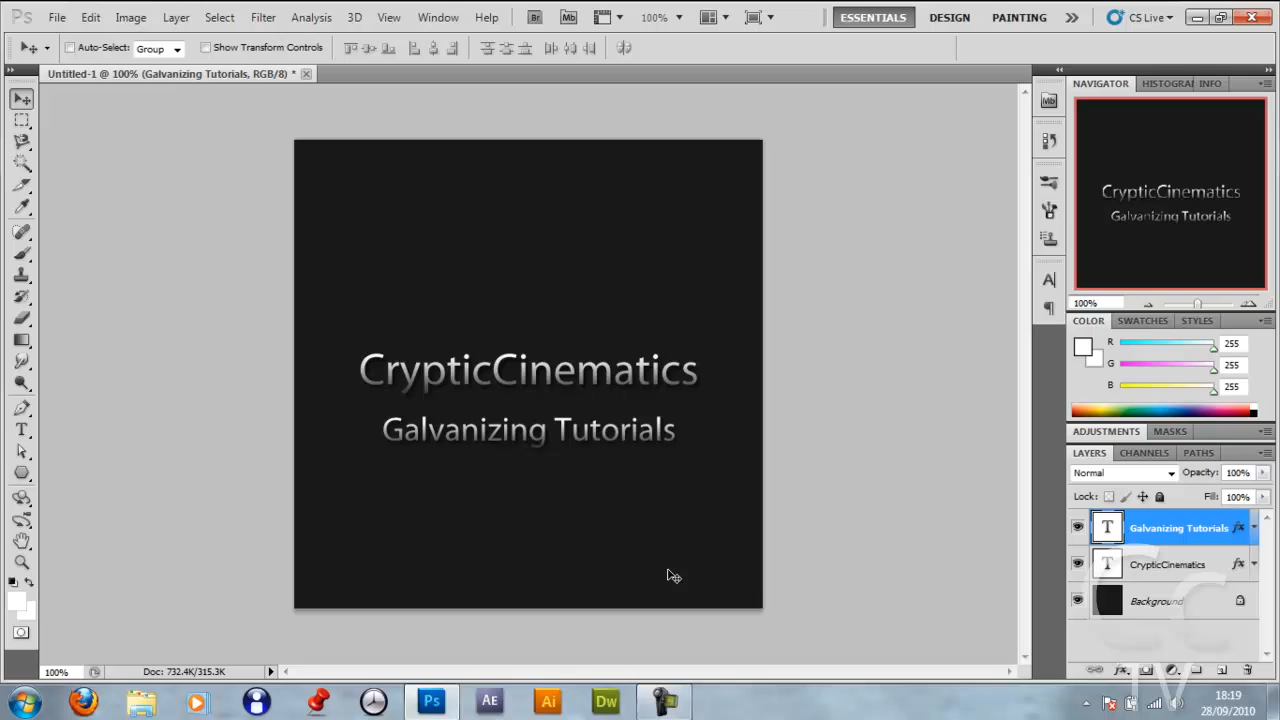 Ps File Edit Image Layer Select Filter Analysis 3D View Window Help Br Mb 100% ESSENTIALS DESIGN PAINTING CS Live
Auto-Select: Group Show Transform Controls
Untitled-1 @ 100% (Galvanizing Tutorials, RGB/8) *
NAVIGATOR HISTOGRA INFO
Mb
CrypticCinematics
Galvanizing Tutorials
100%
COLOR SWATCHES STYLES
R 255
G 255
B 255
CrypticCinematics
Galvanizing Tutorials
ADJUSTMENTS MASKS
LAYERS CHANNELS PATHS
Normal Opacity: 100%
Lock: Fill: 100%
T Galvanizing Tutorials fx
T CrypticCinematics fx
Background
100% Doc: 732.4K/315.3K
Ps AE Ai Dw
18:19
28/09/2010